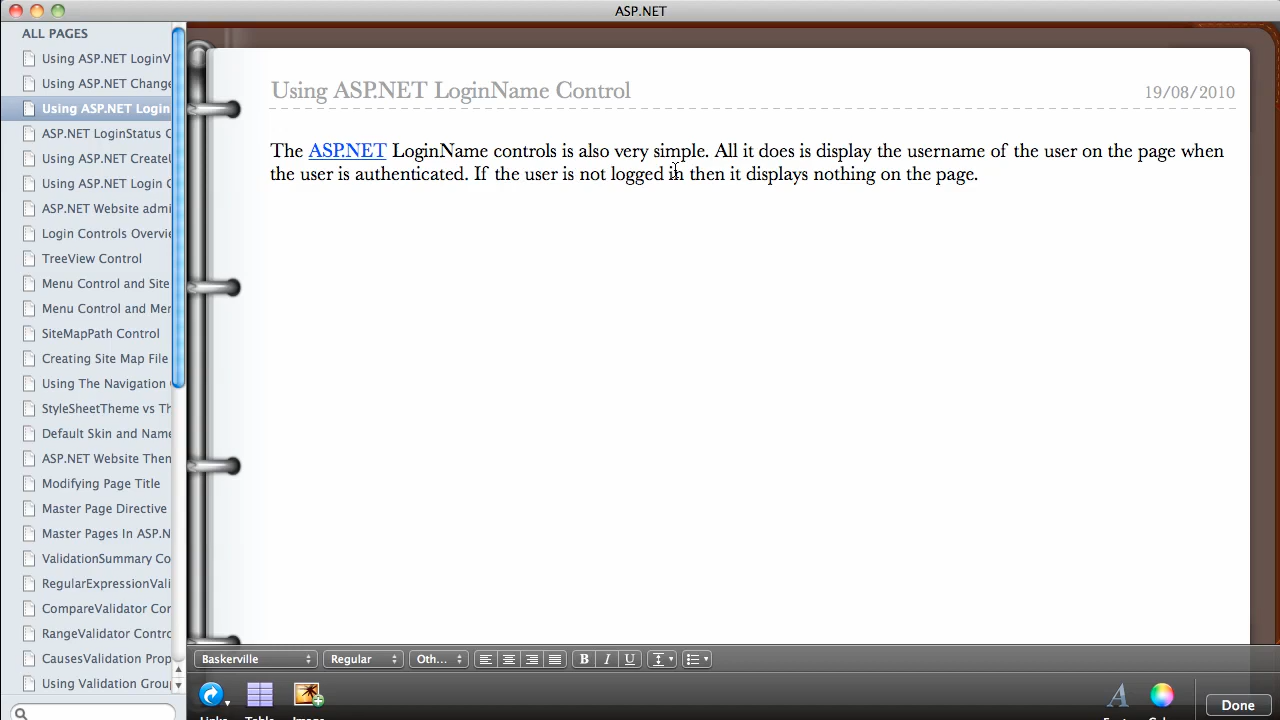 ASP.NET
ALL PAGES
Using ASP.NET LoginV
Using ASP.NET Change
Using ASP.NET Login
ASP.NET LoginStatus C
Using ASP.NET CreateU
Using ASP.NET Login C
ASP.NET Website admi
Login Controls Overvie
TreeView Control
Menu Control and Site
Menu Control and Mer
SiteMapPath Control
Creating Site Map File
Using The Navigation
StyleSheetTheme vs Th
Default Skin and Name
ASP.NET Website Then
Modifying Page Title
Master Page Directive
Master Pages In ASP.N
ValidationSummary Co
RegularExpressionVali
CompareValidator Cor
RangeValidator Contro
CausesValidation Prop
Using Validation Grou
Using ASP.NET LoginName Control 19/08/2010
The ASP.NET LoginName controls is also very simple. All it does is display the username of the user on the page when
the user is authenticated. If the user is not logged in then it displays nothing on the page.
Baskerville Regular Oth... B I U
Links Table Image
Done